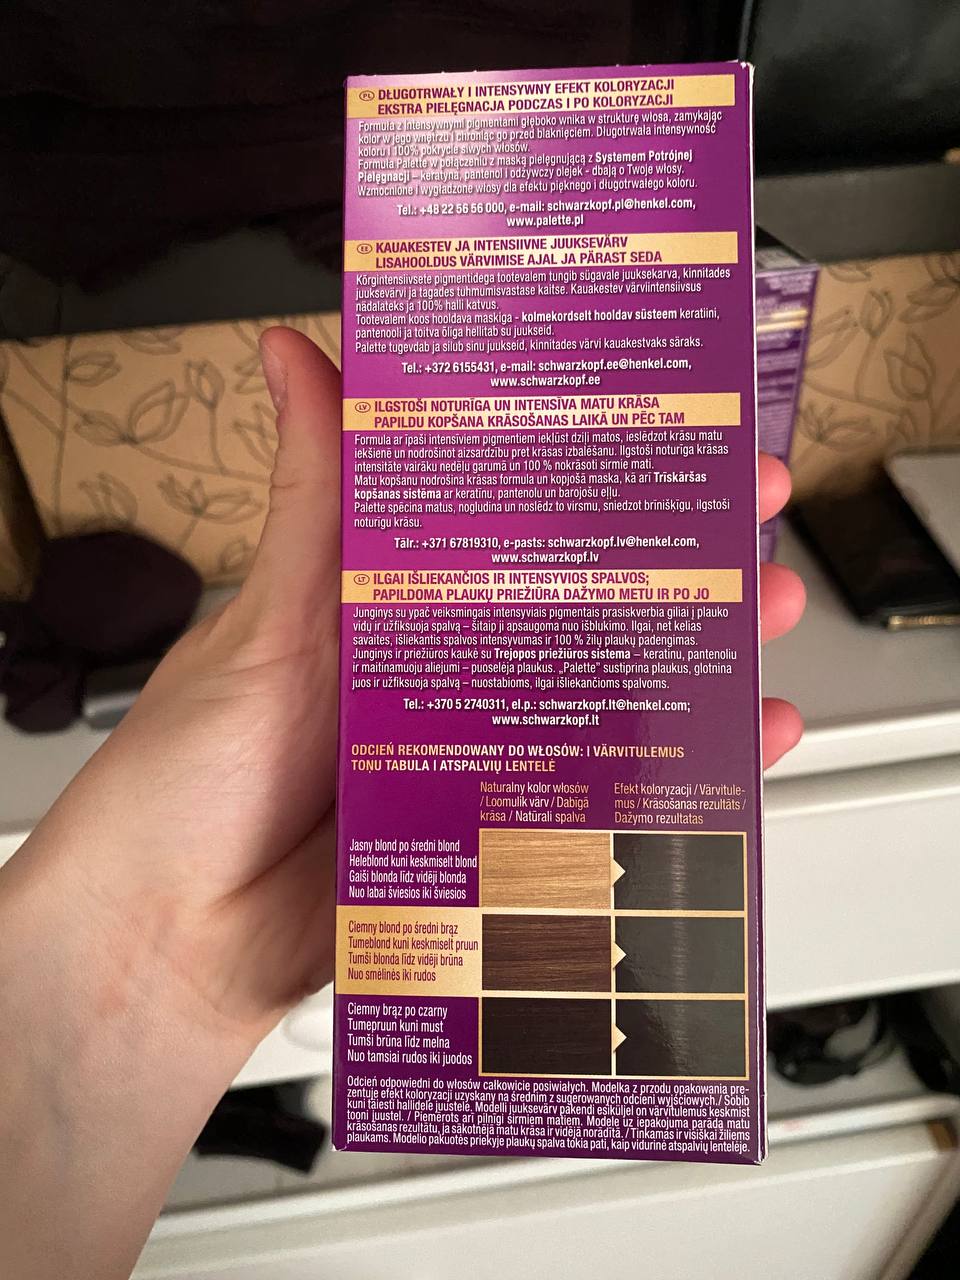 PL DŁUGOTRWAŁY I INTENSYWNY EFEKT KOLORYZACJI
EKSTRA PIELĘGNACJA PODCZAS I PO KOLORYZACJI
Formuła z intensywnymi pigmentami głęboko wnika w strukturę włosa, zamykając
kolor w jego wnętrzu i chroniąc go przed blaknięciem. Długotrwała intensywność
koloru i 100% pokrycie siwych włosów.
Formuła Palette w połączeniu z maską pielęgnującą z Systemem Potrójnej
Pielęgnacji – keratyna, pantenol i odżywczy olejek - dbają o Twoje włosy.
Wzmocnione i wygładzone włosy dla efektu pięknego i długotrwałego koloru.
Tel.: +48 22 56 56 000, e-mail: schwarzkopf.pl@henkel.com,
www.palette.pl
EE KAUAKESTEV JA INTENSIIVNE JUUKSEVÄRV
LISAHOOLDUS VÄRVIMISE AJAL JA PÄRAST SEDA
Kõrgintensiivsete pigmentidega tootevalem tungib sügavale juuksekarva, kinnitades
juuksevärvi ja tagades tuhmumisvastase kaitse. Kauakestev värviintensiivsus
nädalateks ja 100% halli katvus.
Tootevalem koos hooldava maskiga - kolmekordselt hooldav süsteem keratiini,
pantenooli ja toitva õliga hellitab su juukseid.
Palette tugevdab ja silub sinu juukseid, kinnitades värvi kauakestvaks säraks.
Tel.: +372 6155431, e-mail: schwarzkopf.ee@henkel.com,
www.schwarzkopf.ee
LV ILGSTOŠI NOTURĪGA UN INTENSĪVA MATU KRĀSA
PAPILDU KOPŠANA KRĀSOŠANAS LAIKĀ UN PĒC TAM
Formula ar īpaši intensīviem pigmentiem iekļūst dziļi matos, ieslēdzot krāsu matu
iekšienē un nodrošinot aizsardzību pret krāsas izbalēšanu. Ilgstoši noturīga krāsas
intensitāte vairāku nedēļu garumā un 100 % nokrāsoti sirmie mati.
Matu kopšanu nodrošina krāsas formula un kopjošā maska, kā arī Trīskāršas
kopšanas sistēma ar keratīnu, pantenolu un barojošu eļļu.
Palette spēcina matus, nogludina un noslēdz to virsmu, sniedzot brīnišķīgu, ilgstoši
noturīgu krāsu.
Tālr.: +371 67819310, e-pasts: schwarzkopf.lv@henkel.com,
www.schwarzkopf.lv
LT ILGAI IŠLIEKANČIOS IR INTENSYVIOS SPALVOS;
PAPILDOMA PLAUKŲ PRIEŽIŪRA DAŽYMO METU IR PO JO
Junginys su ypač veiksmingais intensyviais pigmentais prasiskverbia giliai į plauko
vidų ir užfiksuoja spalvą – šitaip ji apsaugoma nuo išblukimo. Ilgai, net kelias
savaites, išliekantis spalvos intensyvumas ir 100 % žilų plaukų padengimas.
Junginys ir priežiūros kaukė su Trejopos priežiūros sistema – keratinu, pantenoliu
ir maitinamuoju aliejumi – puoselėja plaukus. „Palette“ sustiprina plaukus, glotnina
juos ir užfiksuoja spalvą – nuostabioms, ilgai išliekančioms spalvoms.
Tel.: +370 5 2740311, el.p.: schwarzkopf.lt@henkel.com;
www.schwarzkopf.lt
ODCIEŃ REKOMENDOWANY DO WŁOSÓW: I VÄRVITULEMUS
TOŅU TABULA I ATSPALVIŲ LENTELĖ
Naturalny kolor włosów
/ Loomulik värv / Dabīgā
krāsa / Natūrali spalva
Efekt koloryzacji / Värvitule-
mus / Krāsošanas rezultāts /
Dažymo rezultatas
Jasny blond po średni blond
Heleblond kuni keskmiselt blond
Gaiši blonda līdz vidēji blonda
Nuo labai šviesios iki šviesios
Ciemny blond po średni brąz
Tumeblond kuni keskmiselt pruun
Tumši blonda līdz vidēji brūna
Nuo smėlinės iki rudos
Ciemny brąz po czarny
Tumepruun kuni must
Tumši brūna līdz melna
Nuo tamsiai rudos iki juodos
Odcień odpowiedni do włosów całkowicie posiwiałych. Modelka z przodu opakowania pre-
zentuje efekt koloryzacji uzyskany na średnim z sugerowanych odcieni wyjściowych./ Sobib
kuni täiesti hallidele juustele. Modelli juuksevärv pakendi esiküljel on värvitulemus keskmist
tooni juustel. / Piemērots arī pilnīgi sirmiem matiem. Modele uz iepakojuma parāda matu
krāsošanas rezultātu, ja sākotnējā matu krāsa ir vidējā norādītā. / Tinkamas ir visiškai žiliems
plaukams. Modelio pakuotės priekyje plaukų spalva tokia pati, kaip vidurinė atspalvių lentelėje.